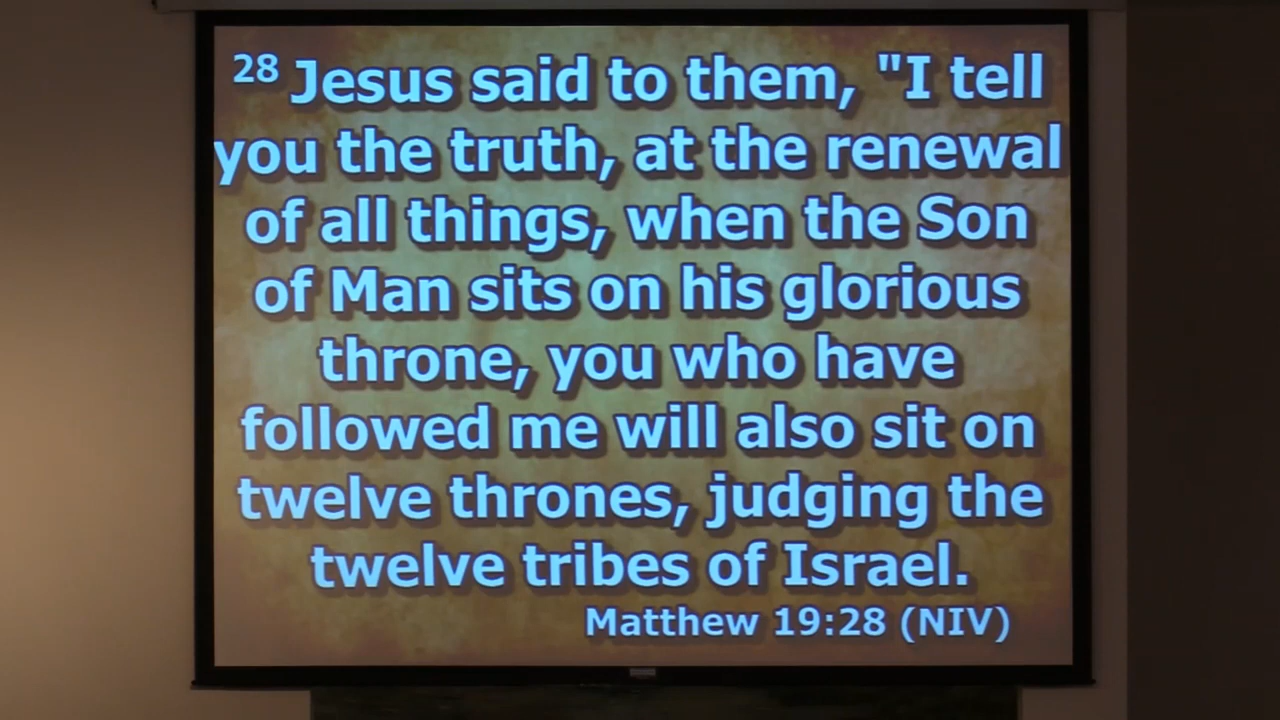 28 Jesus said to them, "I tell
you the truth, at the renewal
of all things, when the Son
of Man sits on his glorious
throne, you who have
followed me will also sit on
twelve thrones, judging the
twelve tribes of Israel.
Matthew 19:28 (NIV)